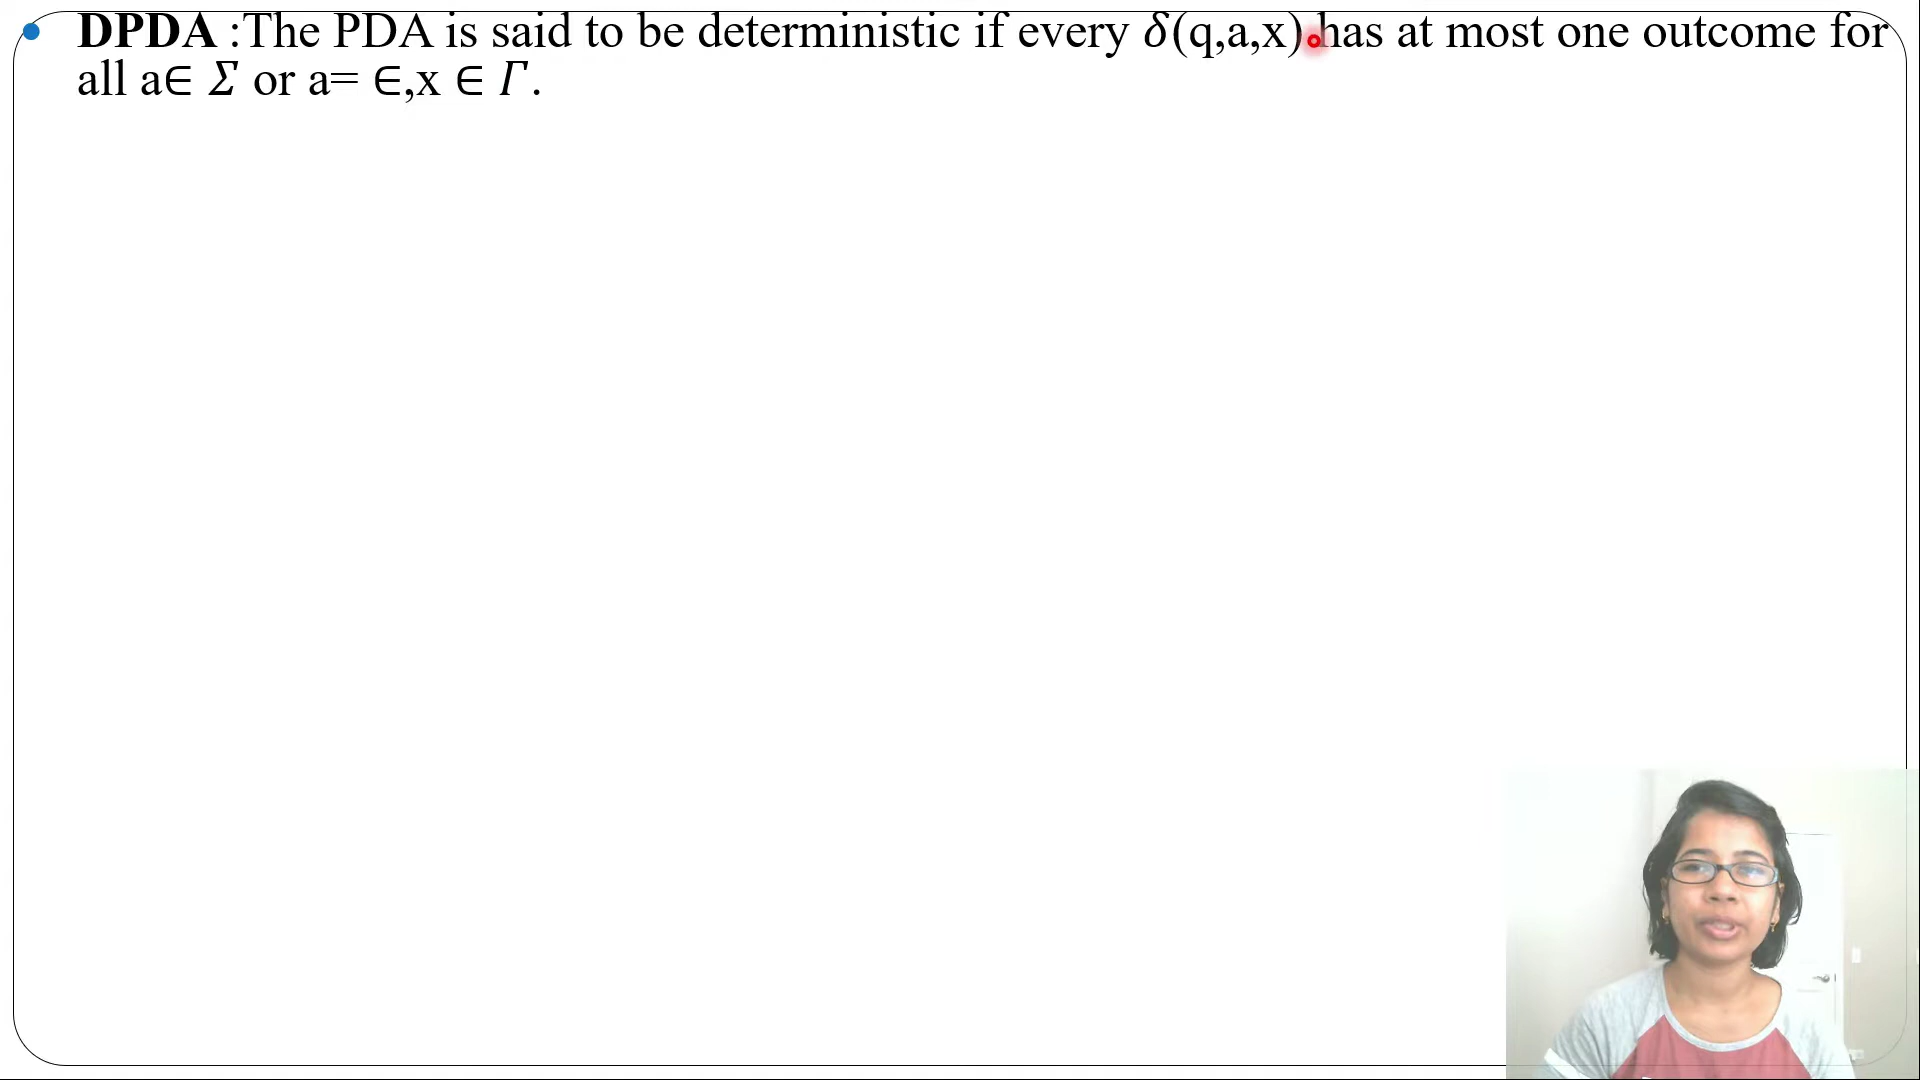 DPDA :The PDA is said to be deterministic if every δ(q,a,x) has at most one outcome for
all a∈ Σ or a= ∈,x ∈ Γ.